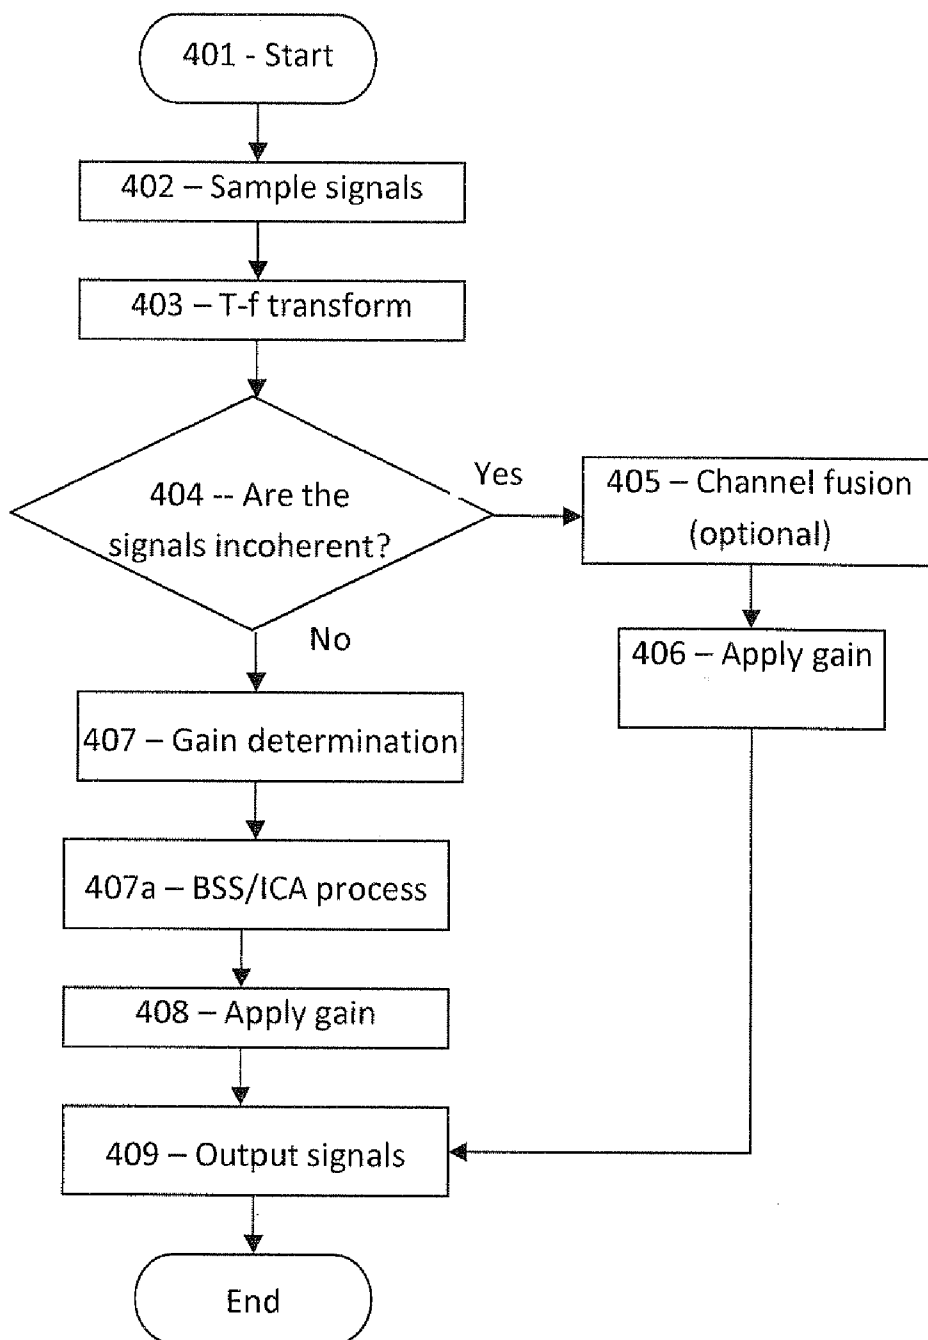 401 - Start
402 – Sample signals
403 – T-f transform
404 -- Are the
signals incoherent?
Yes
405 – Channel fusion
(optional)
No
406 – Apply gain
407 – Gain determination
407a – BSS/ICA process
408 – Apply gain
409 – Output signals
End